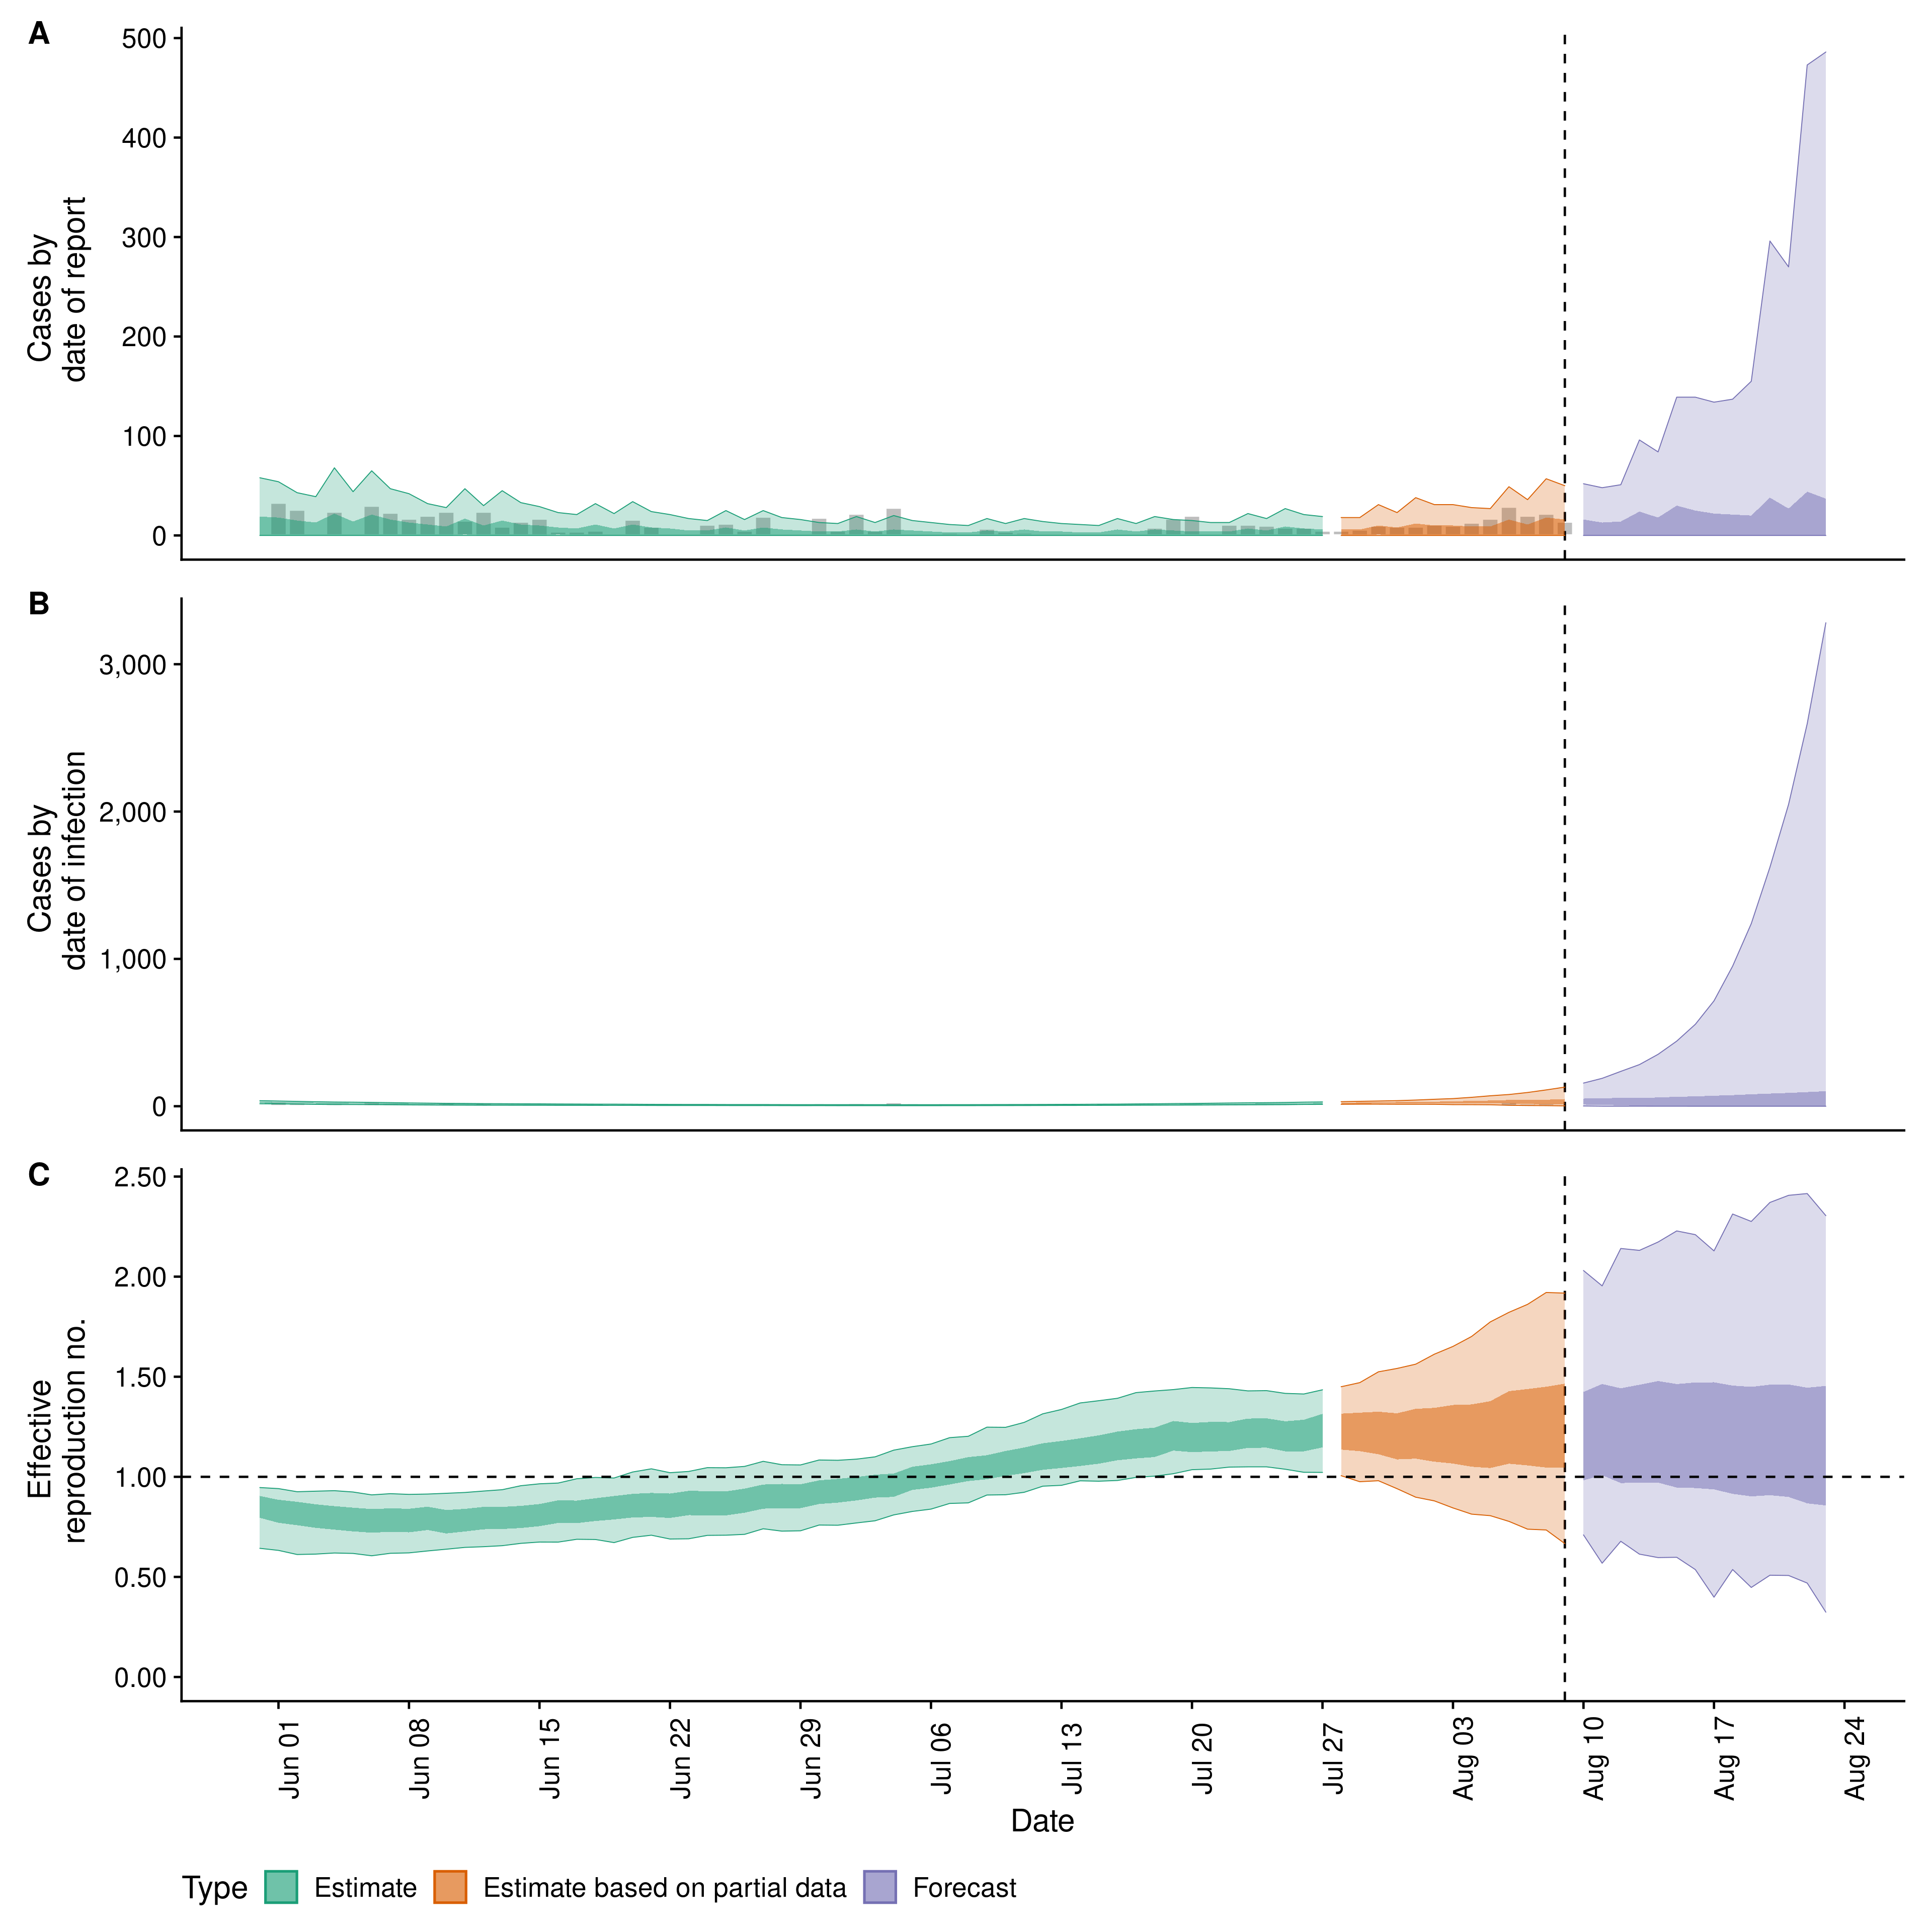 A
500
400
300
200
100
0
Cases by
date of report
B
3,000
2,000
1,000
0
Cases by
date of infection
C
2.50
2.00
1.50
1.00
0.50
0.00
Effective
reproduction no.
Jun 01
Jun 08
Jun 15
Jun 22
Jun 29
Jul 06
Jul 13
Jul 20
Jul 27
Aug 03
Aug 10
Aug 17
Aug 24
Date
Type Estimate Estimate based on partial data Forecast